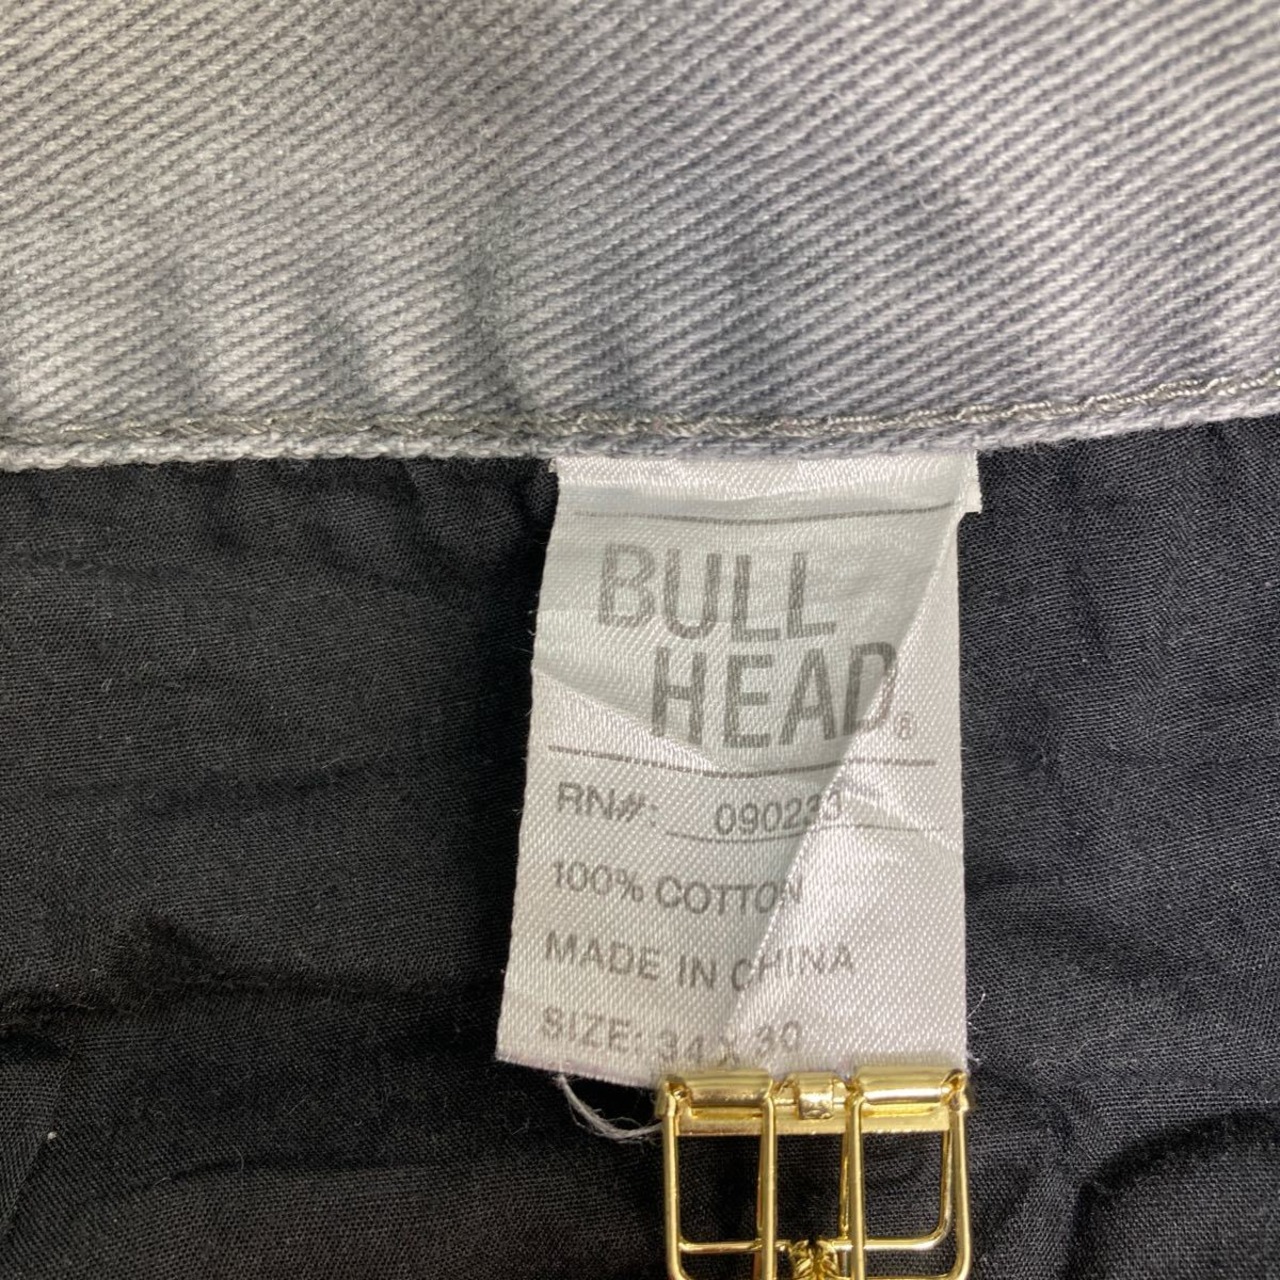 BULL
HEAD®
RN#: 090233
100% COTTON
MADE IN CHINA
SIZE: 34 X 30